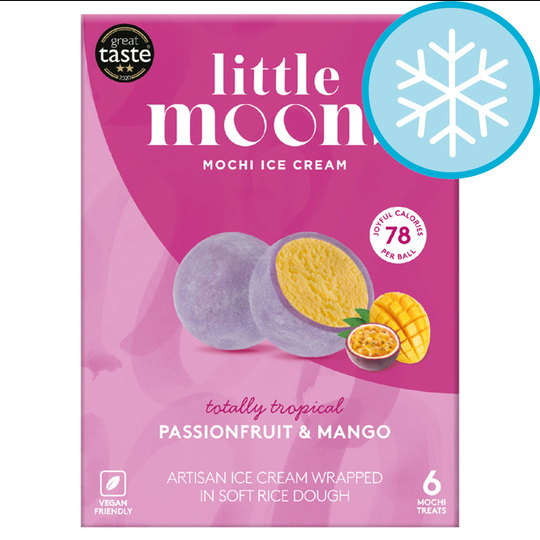 great
taste
2020
little
moons
MOCHI ICE CREAM
JOYFUL CALORIES
78
PER BALL
totally tropical
PASSIONFRUIT & MANGO
ARTISAN ICE CREAM WRAPPED
IN SOFT RICE DOUGH
VEGAN
FRIENDLY
6
MOCHI
TREATS